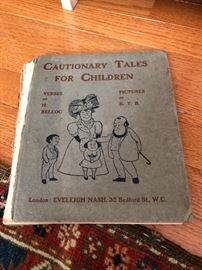 CAUTIONARY TALES
FOR CHILDREN
VERSES
BY
H.
BELLOC
PICTURES
BY
B. T. B.
London: EVELEIGH NASH, 32 Bedford St., W.C.